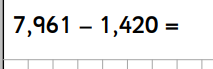 7,961 – 1,420 =